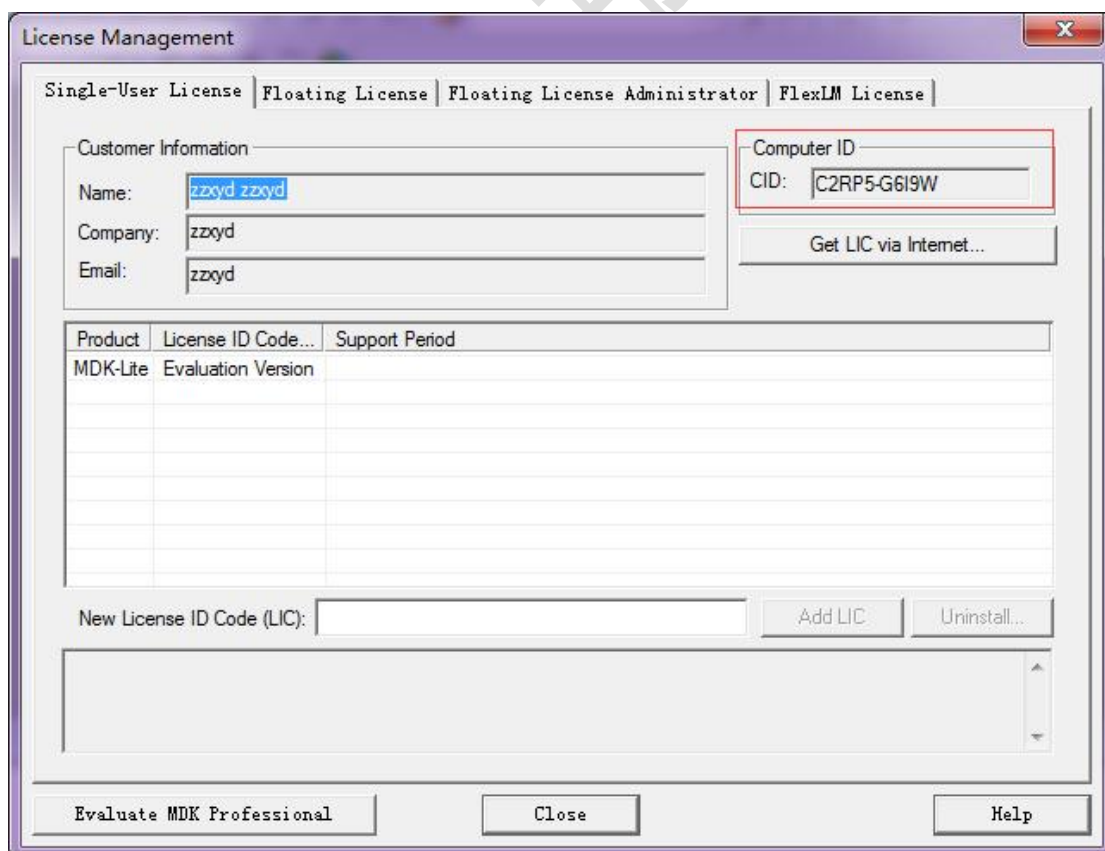 License Management
Single-User License
Floating License
Floating License Administrator
FlexLM License
Customer Information
Name:
zzxyd zzxyd
Company:
zzxyd
Email:
zzxyd
Computer ID
CID:
C2RP5-G6I9W
Get LIC via Internet...
Product
License ID Code...
Support Period
MDK-Lite
Evaluation Version
New License ID Code (LIC):
Add LIC
Uninstall...
Evaluate MDK Professional
Close
Help